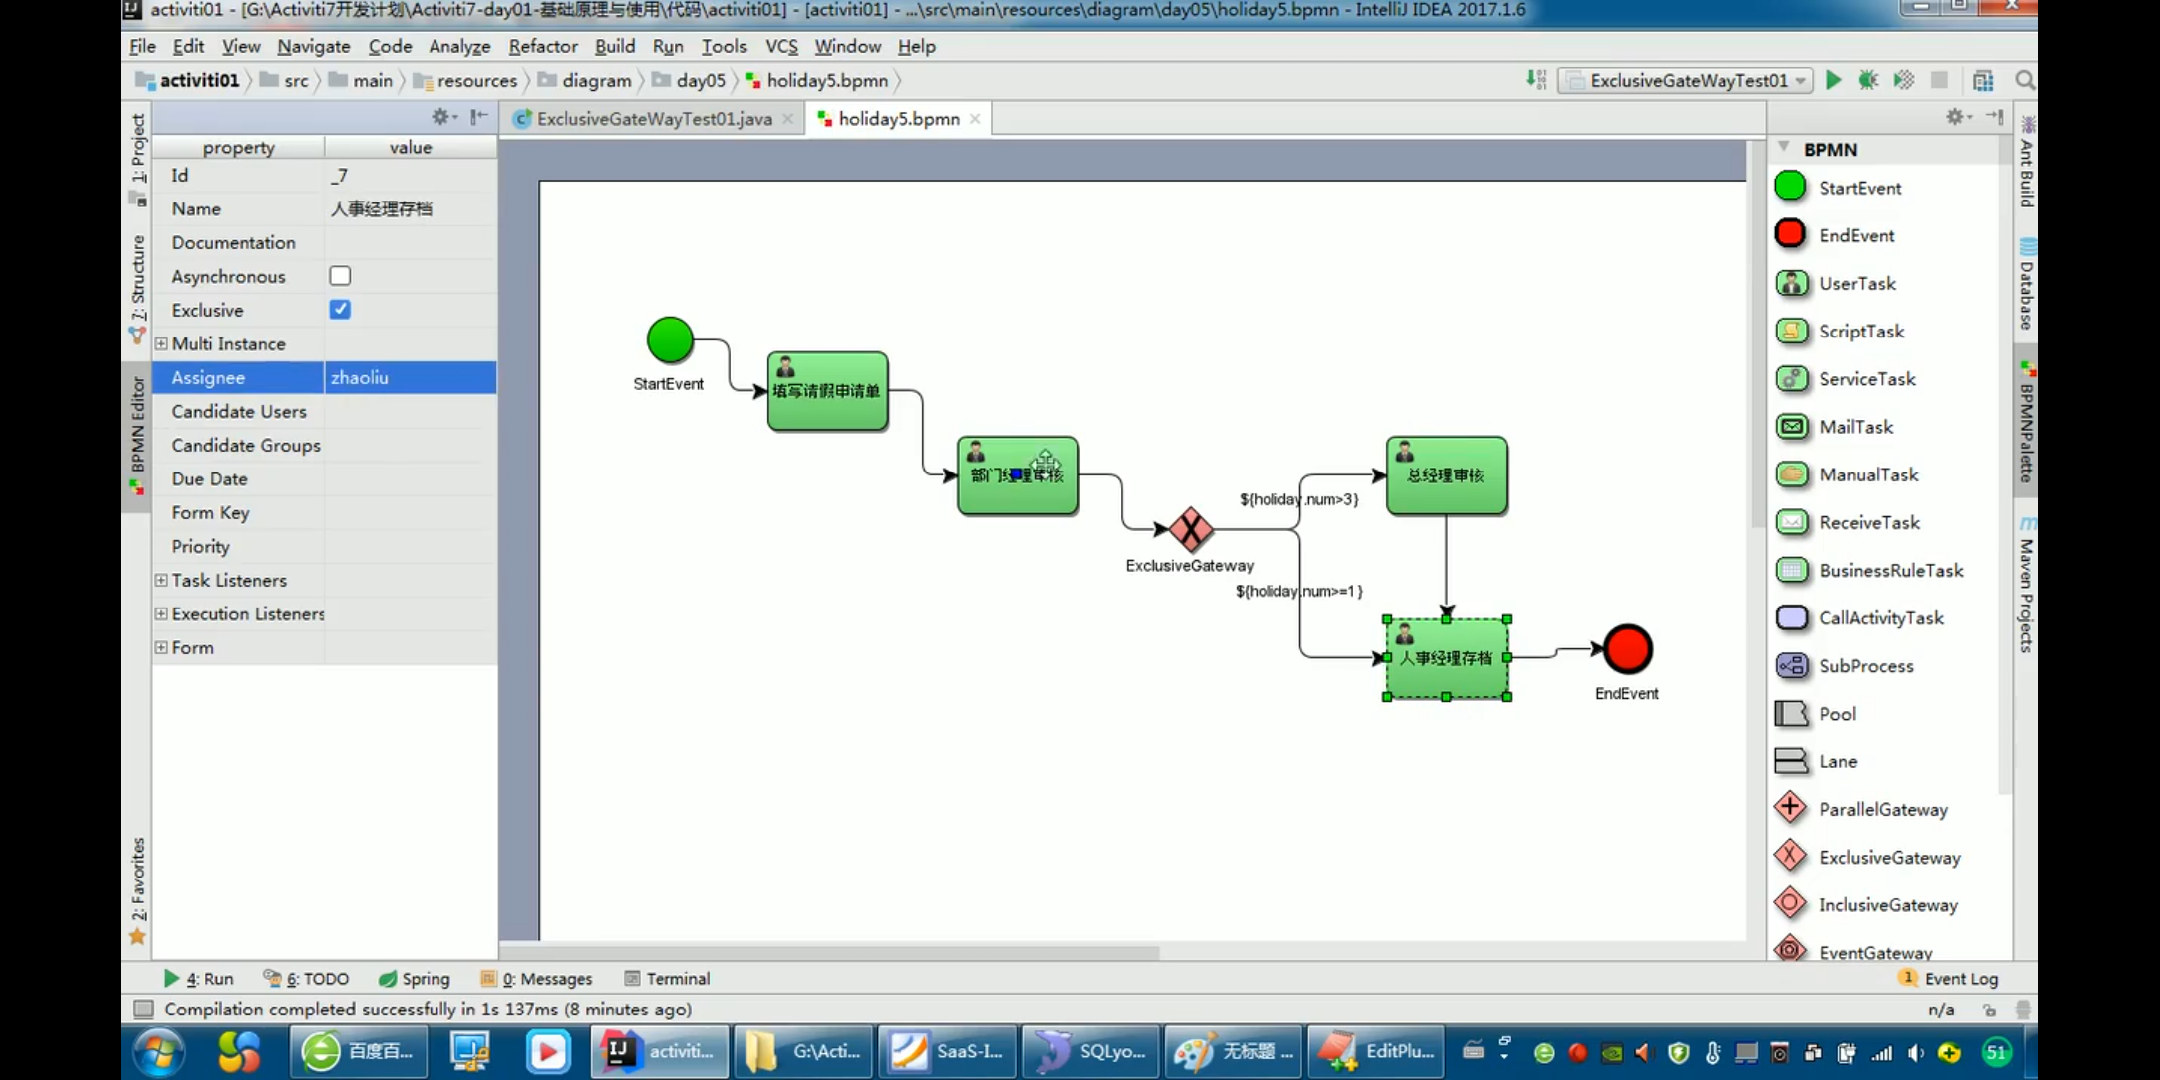 activiti01 - [G:\Activiti7开发计划\Activiti7-day01-基础原理与使用\代码\activiti01] - [activiti01] - ...\src\main\resources\diagram\day05\holiday5.bpmn - IntelliJ IDEA 2017.1.6
File Edit View Navigate Code Analyze Refactor Build Run Tools VCS Window Help
activiti01 src main resources diagram day05 holiday5.bpmn ExclusiveGateWayTest01
ExclusiveGateWayTest01.java holiday5.bpmn
1: Project
7: Structure
BPMN Editor
2: Favorites
property value
Id _7
Name 人事经理存档
Documentation
Asynchronous
Exclusive
Multi Instance
Assignee zhaoliu
Candidate Users
Candidate Groups
Due Date
Form Key
Priority
Task Listeners
Execution Listeners
Form
StartEvent
填写请假申请单
部门经理审核
ExclusiveGateway
${holiday.num>3}
${holiday.num>=1}
总经理审核
人事经理存档
EndEvent
BPMN
StartEvent
EndEvent
UserTask
ScriptTask
ServiceTask
MailTask
ManualTask
ReceiveTask
BusinessRuleTask
CallActivityTask
SubProcess
Pool
Lane
ParallelGateway
ExclusiveGateway
InclusiveGateway
EventGateway
Ant Build
Database
BPMNPalette
Maven Projects
4: Run 6: TODO Spring 0: Messages Terminal 1 Event Log
Compilation completed successfully in 1s 137ms (8 minutes ago) n/a
百度百... activiti... G:\Acti... SaaS-I... SQLyo... 无标题 ... EditPlu... 51